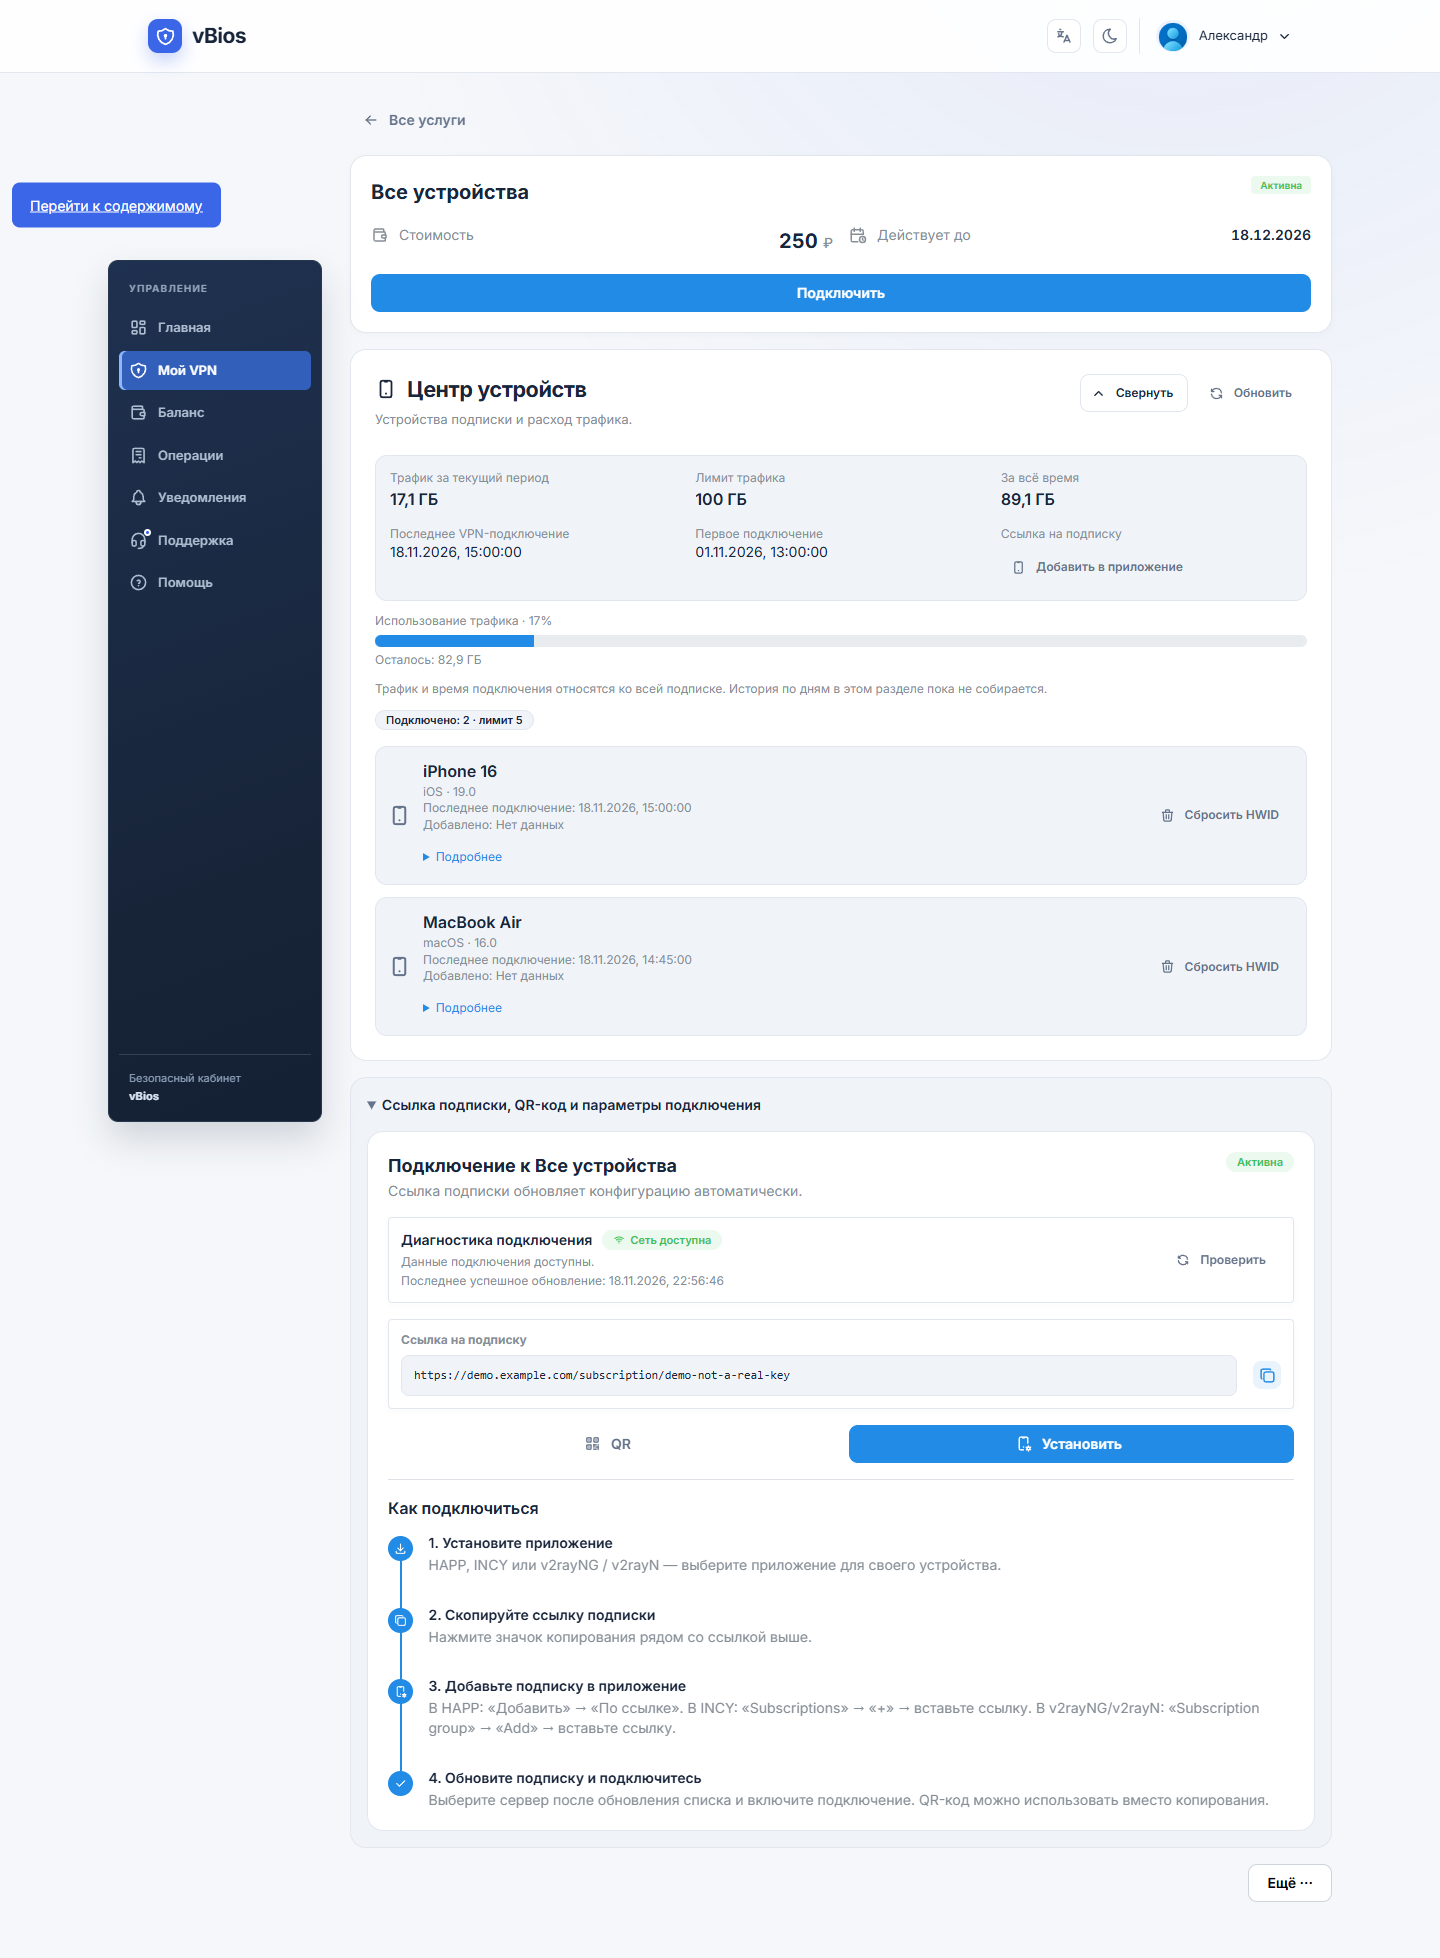 vBios
Александр
Все услуги
Перейти к содержимому
УПРАВЛЕНИЕ
Главная
Мой VPN
Баланс
Операции
Уведомления
Поддержка
Помощь
Безопасный кабинет
vBios
Все устройства
Активна
Стоимость
250 ₽
Действует до
18.12.2026
Подключить
Центр устройств
Устройства подписки и расход трафика.
Свернуть
Обновить
Трафик за текущий период
17,1 ГБ
Лимит трафика
100 ГБ
За всё время
89,1 ГБ
Последнее VPN-подключение
18.11.2026, 15:00:00
Первое подключение
01.11.2026, 13:00:00
Ссылка на подписку
Добавить в приложение
Использование трафика · 17%
Осталось: 82,9 ГБ
Трафик и время подключения относятся ко всей подписке. История по дням в этом разделе пока не собирается.
Подключено: 2 · лимит 5
iPhone 16
iOS · 19.0
Последнее подключение: 18.11.2026, 15:00:00
Добавлено: Нет данных
Подробнее
Сбросить HWID
MacBook Air
macOS · 16.0
Последнее подключение: 18.11.2026, 14:45:00
Добавлено: Нет данных
Подробнее
Сбросить HWID
Ссылка подписки, QR-код и параметры подключения
Подключение к Все устройства
Активна
Ссылка подписки обновляет конфигурацию автоматически.
Диагностика подключения
Сеть доступна
Данные подключения доступны.
Последнее успешное обновление: 18.11.2026, 22:56:46
Проверить
Ссылка на подписку
https://demo.example.com/subscription/demo-not-a-real-key
QR
Установить
Как подключиться
1. Установите приложение
HAPP, INCY или v2rayNG / v2rayN — выберите приложение для своего устройства.
2. Скопируйте ссылку подписки
Нажмите значок копирования рядом со ссылкой выше.
3. Добавьте подписку в приложение
В HAPP: «Добавить» → «По ссылке». В INCY: «Subscriptions» → «+» → вставьте ссылку. В v2rayNG/v2rayN: «Subscription
group» → «Add» → вставьте ссылку.
4. Обновите подписку и подключитесь
Выберите сервер после обновления списка и включите подключение. QR-код можно использовать вместо копирования.
Ещё ···